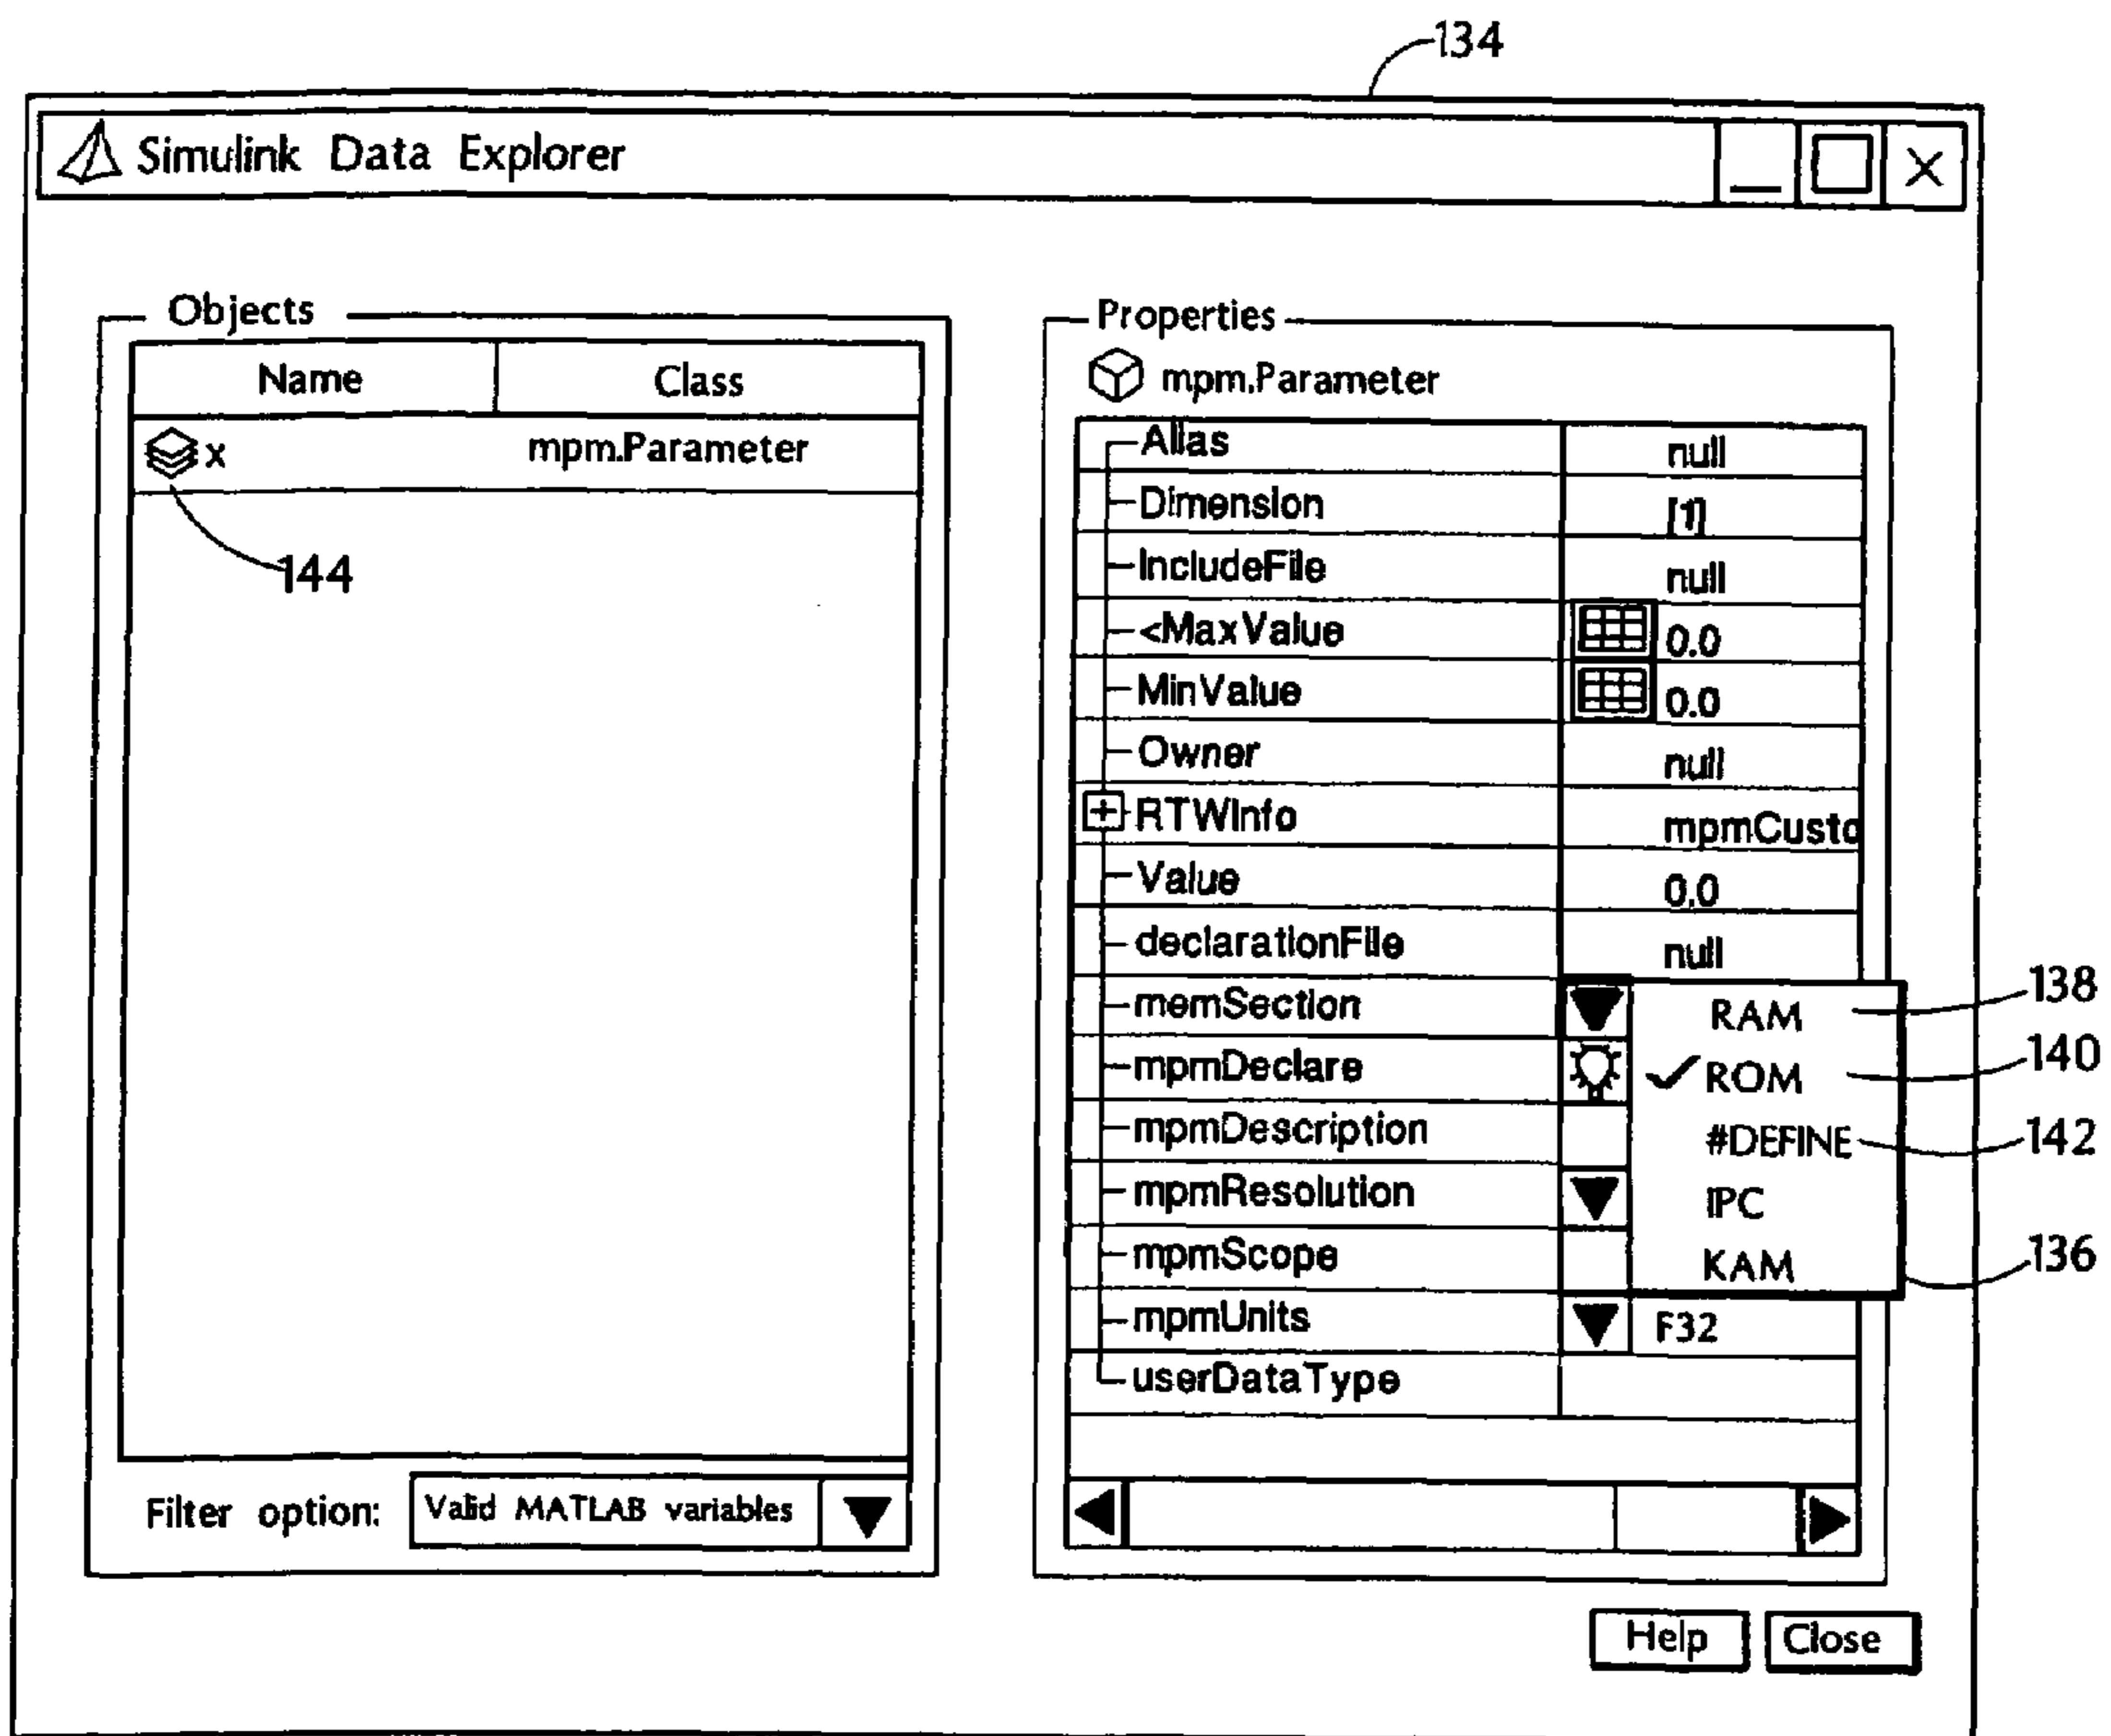 134
Simulink Data Explorer
Objects
Name Class
x mpm.Parameter
144
Filter option: Valid MATLAB variables
Properties
mpm.Parameter
Alias null
Dimension [1]
IncludeFile null
<MaxValue 0.0
MinValue 0.0
Owner null
RTWInfo mpmCusto
Value 0.0
declarationFile null
memSection RAM 138
mpmDeclare ROM 140
mpmDescription #DEFINE 142
mpmResolution IPC
mpmScope KAM 136
mpmUnits F32
userDataType
Help Close